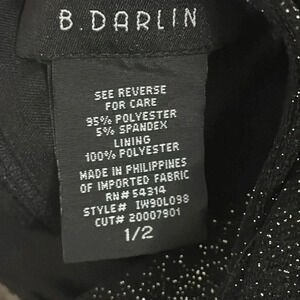 B. DARLIN
SEE REVERSE
FOR CARE
95% POLYESTER
5% SPANDEX
LINING
100% POLYESTER
MADE IN PHILIPPINES
OF IMPORTED FABRIC
RN# 54314
STYLE# IW90L098
CUT# 20007901
1/2